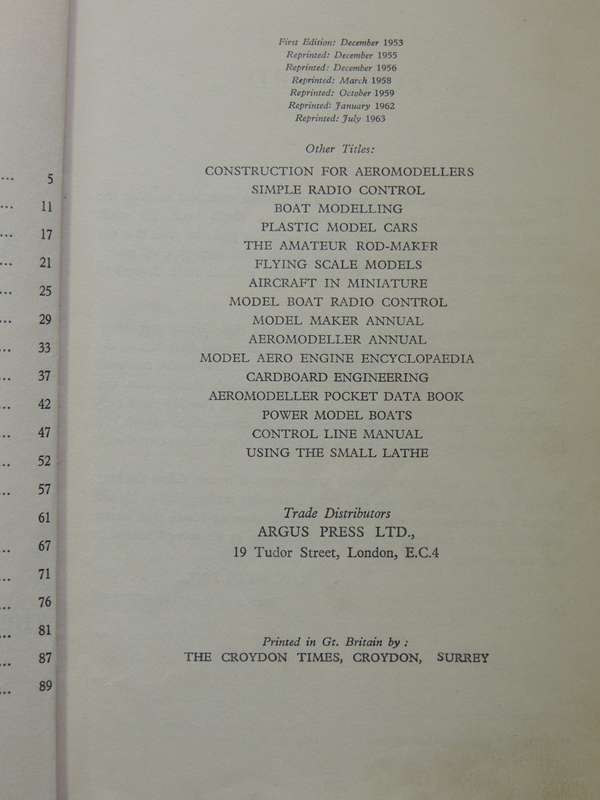 ... 5
... 11
... 17
... 21
... 25
... 29
... 33
... 37
... 42
.. 47
.. 52
.. 57
61
.. 67
... 71
... 76
.. 81
... 87
... 89
First Edition: December 1953
Reprinted: December 1955
Reprinted: December 1956
Reprinted: March 1958
Reprinted: October 1959
Reprinted: January 1962
Reprinted: July 1963
Other Titles:
CONSTRUCTION FOR AEROMODELLERS
SIMPLE RADIO CONTROL
BOAT MODELLING
PLASTIC MODEL CARS
THE AMATEUR ROD-MAKER
FLYING SCALE MODELS
AIRCRAFT IN MINIATURE
MODEL BOAT RADIO CONTROL
MODEL MAKER ANNUAL
AEROMODELLER ANNUAL
MODEL AERO ENGINE ENCYCLOPAEDIA
CARDBOARD ENGINEERING
AEROMODELLER POCKET DATA BOOK
POWER MODEL BOATS
CONTROL LINE MANUAL
USING THE SMALL LATHE
Trade Distributors
ARGUS PRESS LTD.,
19 Tudor Street, London, E.C.4
Printed in Gt. Britain by :
THE CROYDON TIMES, CROYDON, SURREY